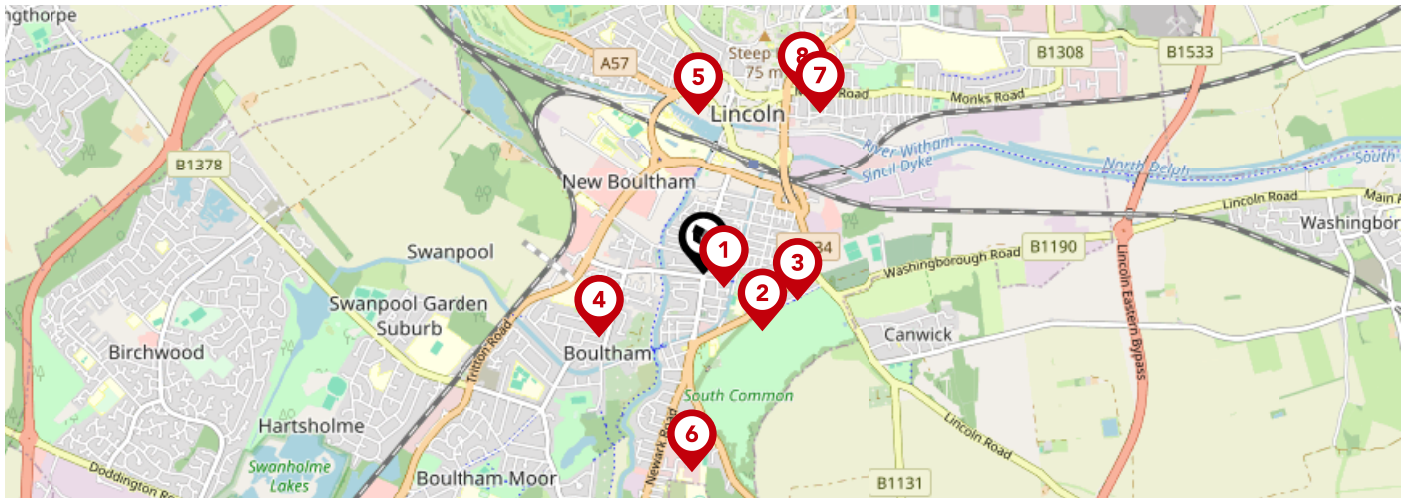 ngthorpe
B1308
B1533
Steep
75 m
A57
8
5
7
Monks Road
Lincoln
River Witham
Sincil Dyke
North Delph
South
B1378
New Boultham
Lincoln Road
Main R
Washingbor
Swanpool
1
34
B1190
3
Washingborough Road
2
4
Swanpool Garden
Suburb
Birchwood
Boultham
Canwick
Tritton Road
Lincoln Eastern Bypass
South Common
Hartsholme
6
Newark Road
Lincoln Road
Swanholme
Lakes
Doddington Ro
Boultham Moor
B1131